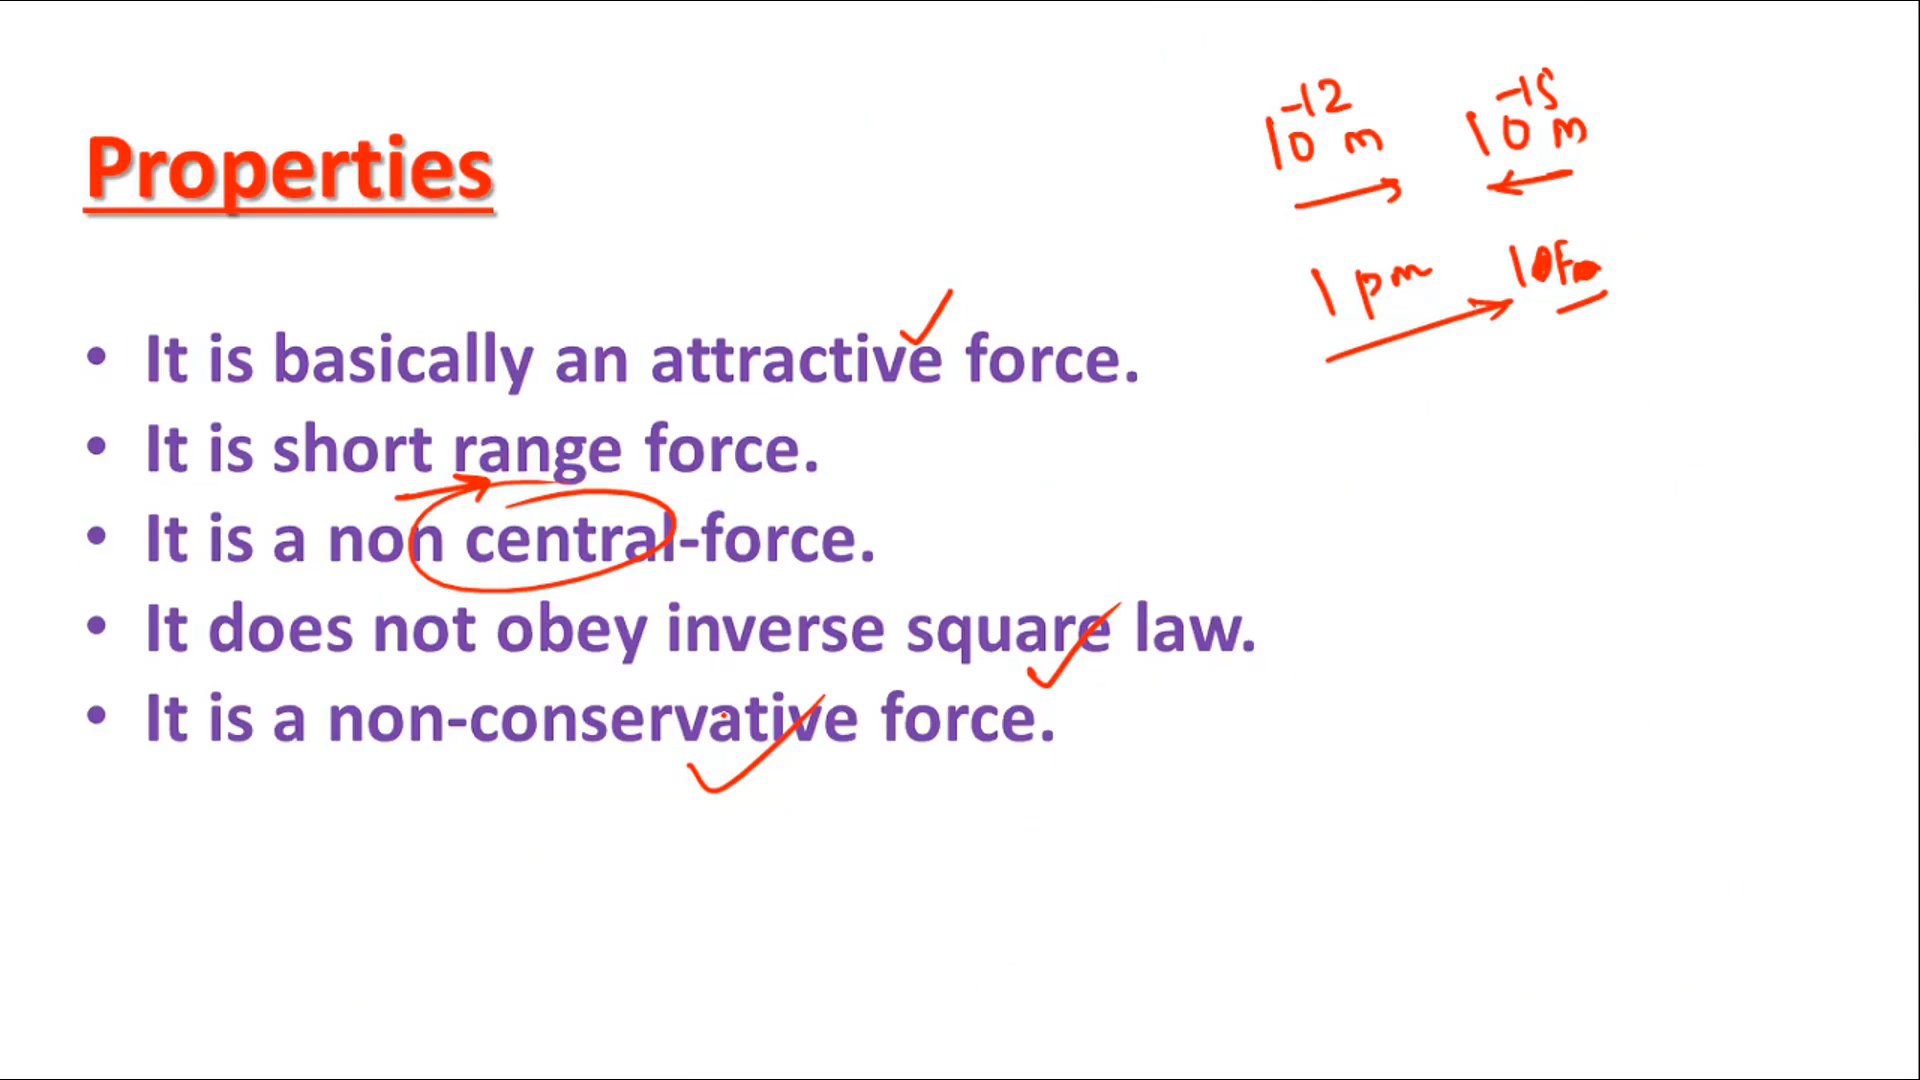 Properties
10⁻¹² m 10⁻¹⁵ m
1 pm
• It is basically an attractive force.
• It is short range force.
• It is a non central-force.
• It does not obey inverse square law.
• It is a non-conservative force.